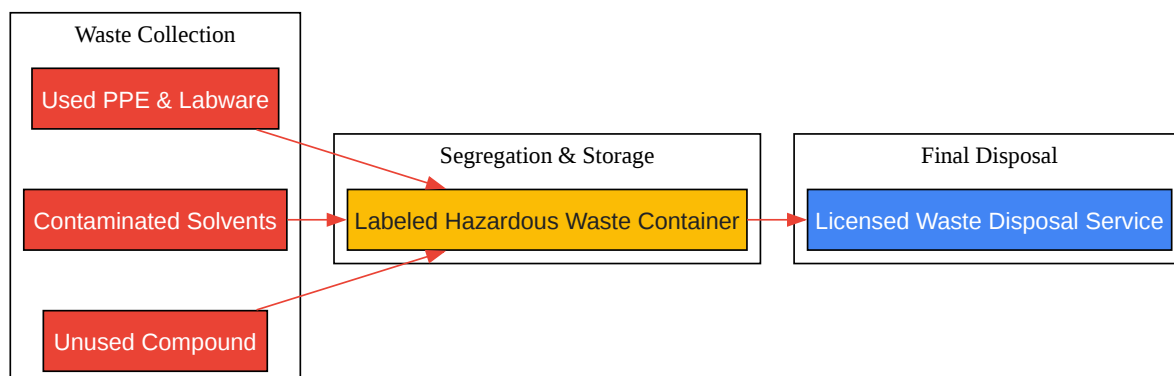 Waste Collection
Used PPE & Labware
Contaminated Solvents
Unused Compound
Segregation & Storage
Labeled Hazardous Waste Container
Final Disposal
Licensed Waste Disposal Service